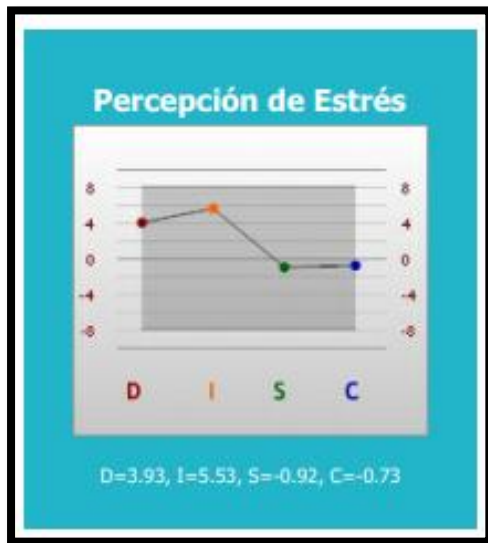 Percepción de Estrés
8 8
4 4
0 0
-4 -4
-8 -8
D I S C
D=3.93, I=5.53, S=-0.92, C=-0.73